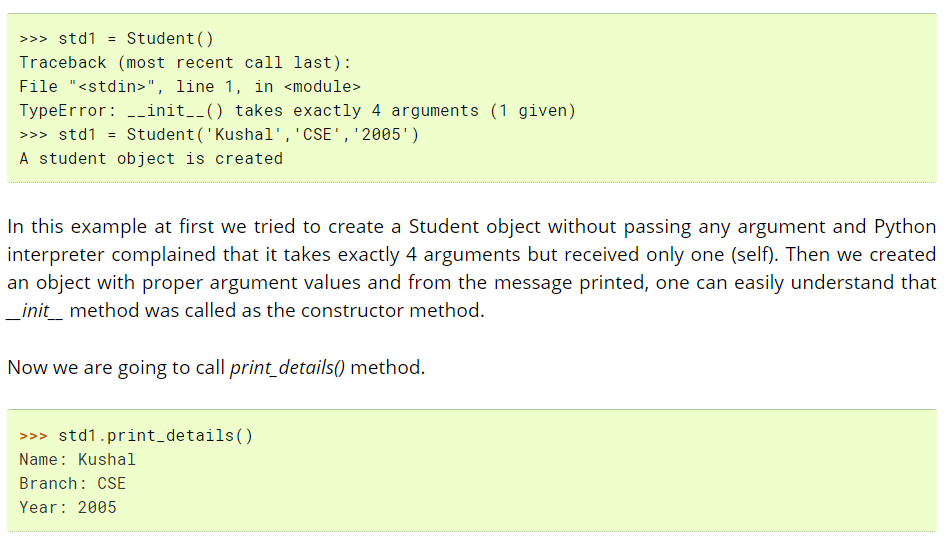 >>> std1 = Student()
Traceback (most recent call last):
File "<stdin>", line 1, in <module>
TypeError: __init__() takes exactly 4 arguments (1 given)
>>> std1 = Student('Kushal','CSE','2005')
A student object is created
In this example at first we tried to create a Student object without passing any argument and Python
interpreter complained that it takes exactly 4 arguments but received only one (self). Then we created
an object with proper argument values and from the message printed, one can easily understand that
__init__ method was called as the constructor method.
Now we are going to call print_details() method.
>>> std1.print_details()
Name: Kushal
Branch: CSE
Year: 2005